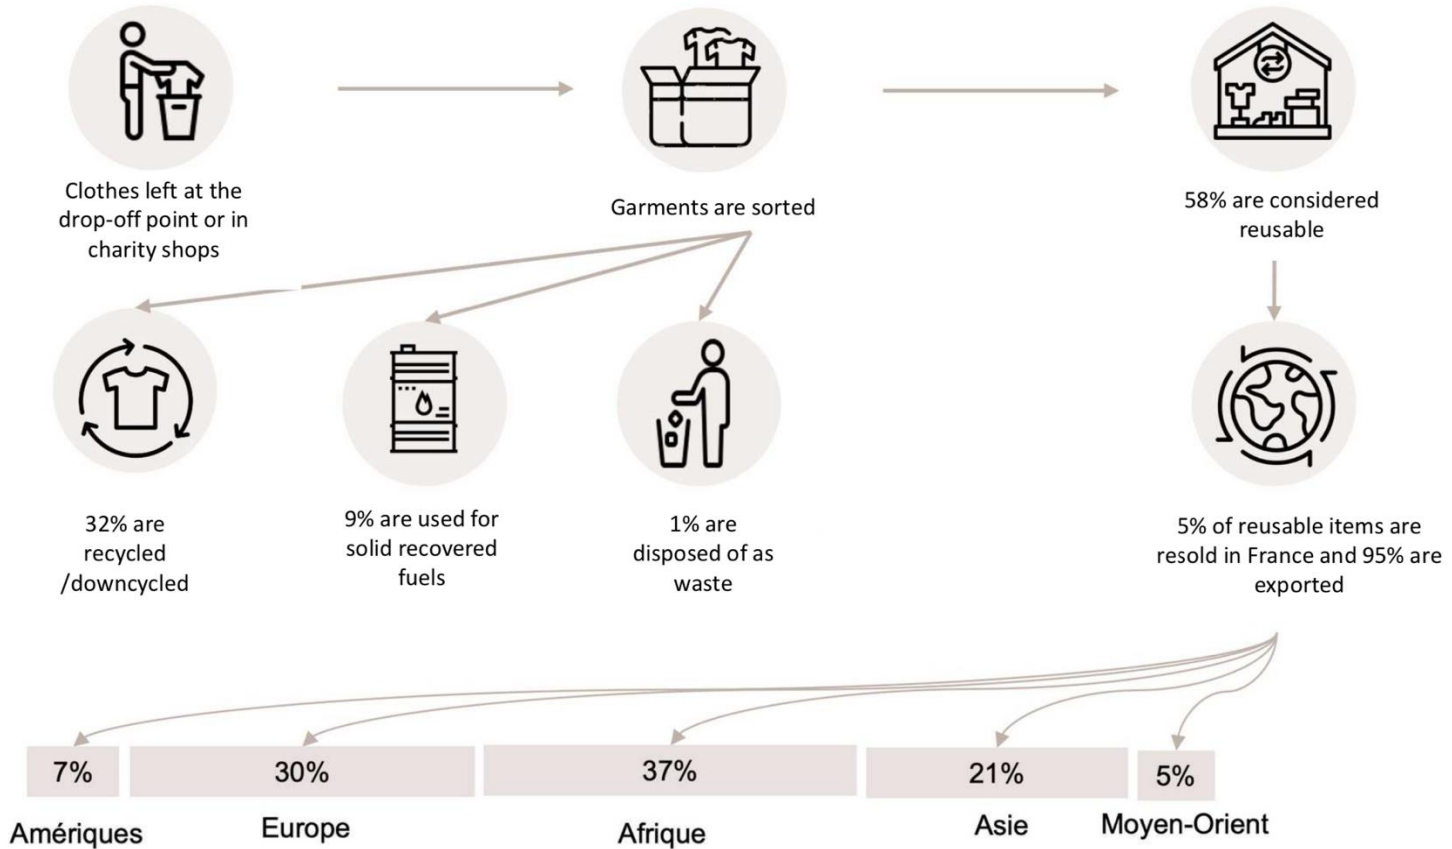 Clothes left at the
drop-off point or in
charity shops
Garments are sorted
58% are considered
reusable
32% are
recycled
/downcycled
9% are used for
solid recovered
fuels
1% are
disposed of as
waste
5% of reusable items are
resold in France and 95% are
exported
7%
30%
37%
21%
5%
Amériques
Europe
Afrique
Asie
Moyen-Orient